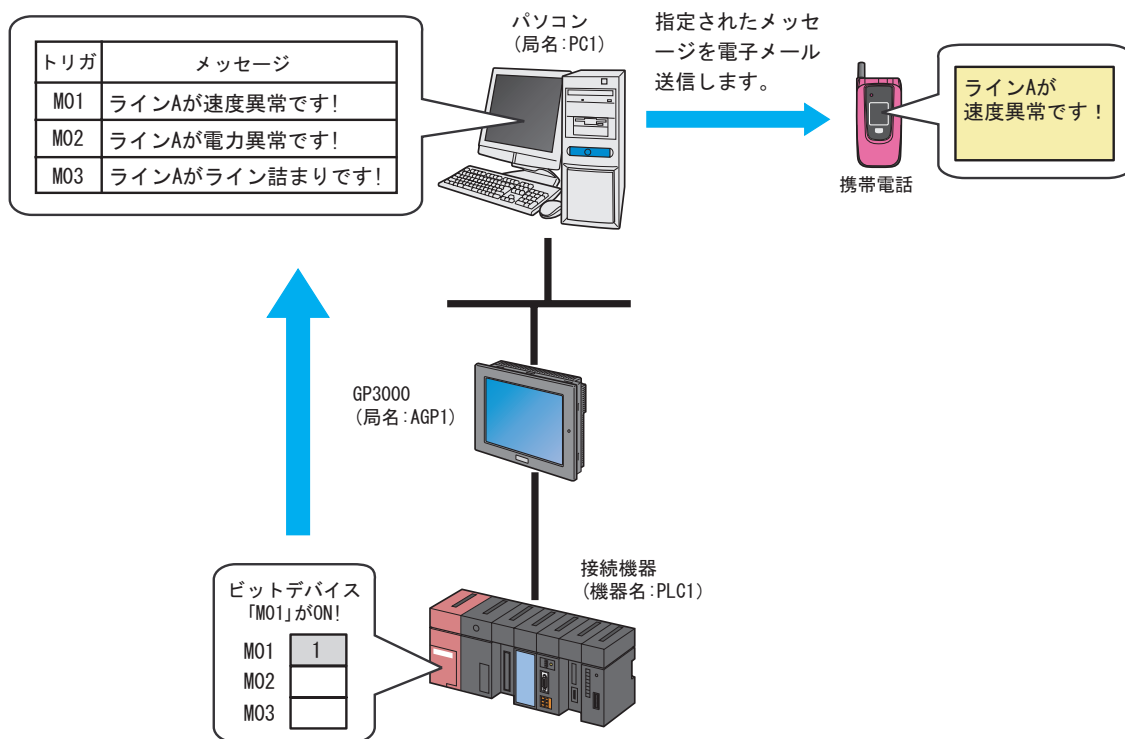 パソコン
(局名:PC1)
指定されたメッセ
ージを電子メール
送信します。
トリガ メッセージ
M01 ラインAが速度異常です!
M02 ラインAが電力異常です!
M03 ラインAがライン詰まりです!
ラインAが
速度異常です!
携帯電話
GP3000
(局名:AGP1)
接続機器
(機器名:PLC1)
ビットデバイス
「M01」がON!
M01 1
M02
M03